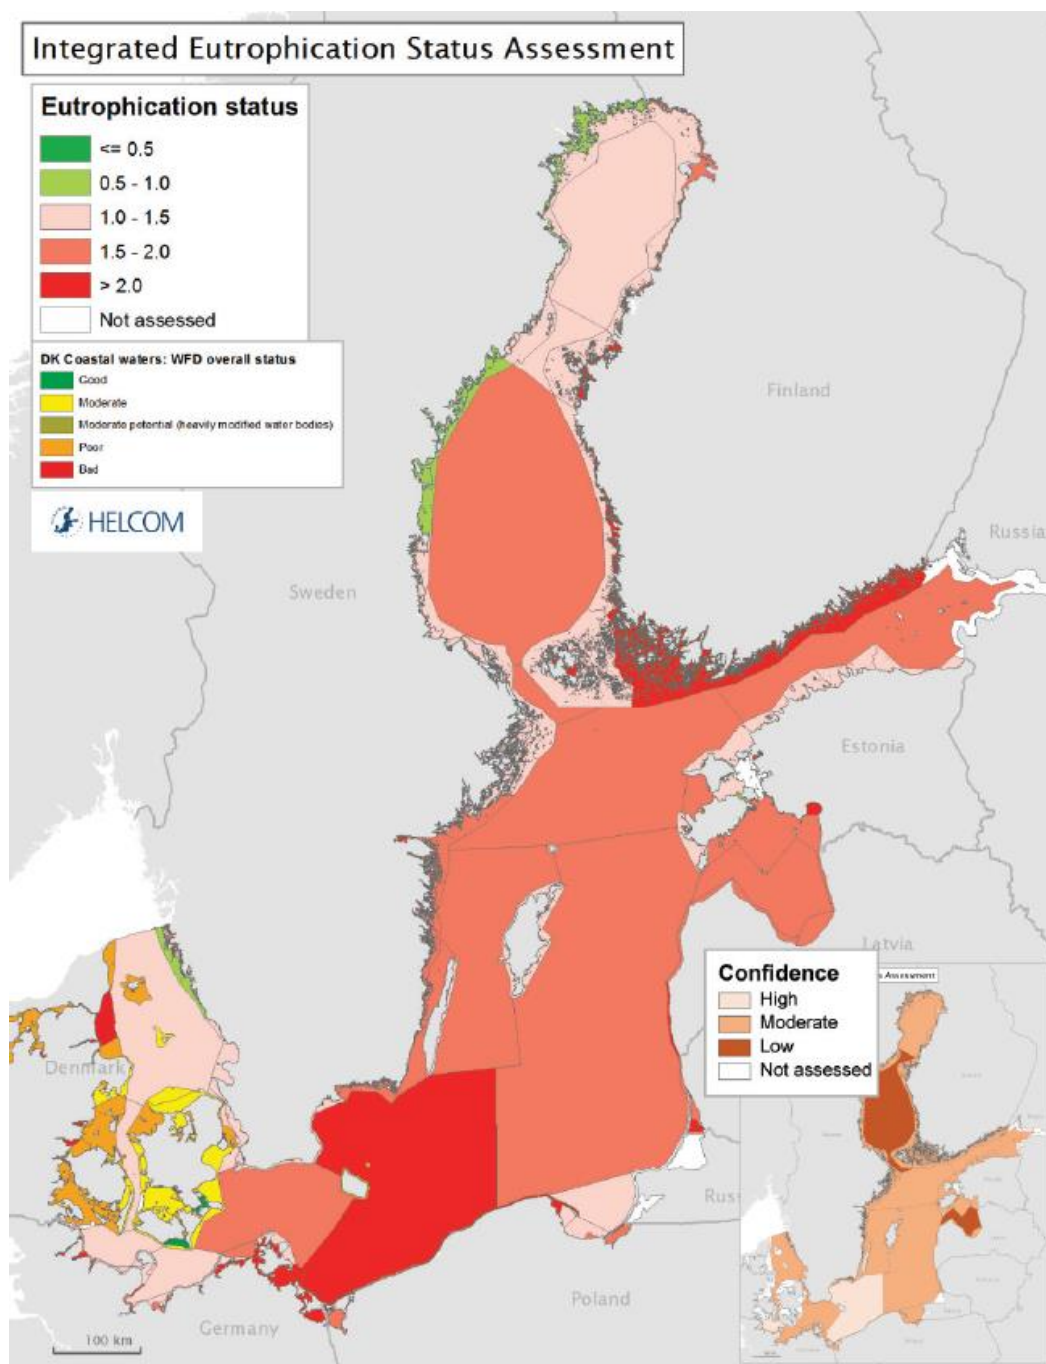 Integrated Eutrophication Status Assessment
Eutrophication status
<= 0.5
0.5 - 1.0
1.0 - 1.5
1.5 - 2.0
> 2.0
Not assessed
DK Coastal waters: WFD overall status
Good
Moderate
Moderate potential (heavily modified water bodies)
Poor
Bad
HELCOM
Finland
Russia
Sweden
Estonia
Latvia
Denmark
Confidence
High
Moderate
Low
Not assessed
s Assessment
Rus
Poland
Germany
100 km